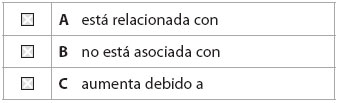 A está relacionada con
B no está asociada con
C aumenta debido a